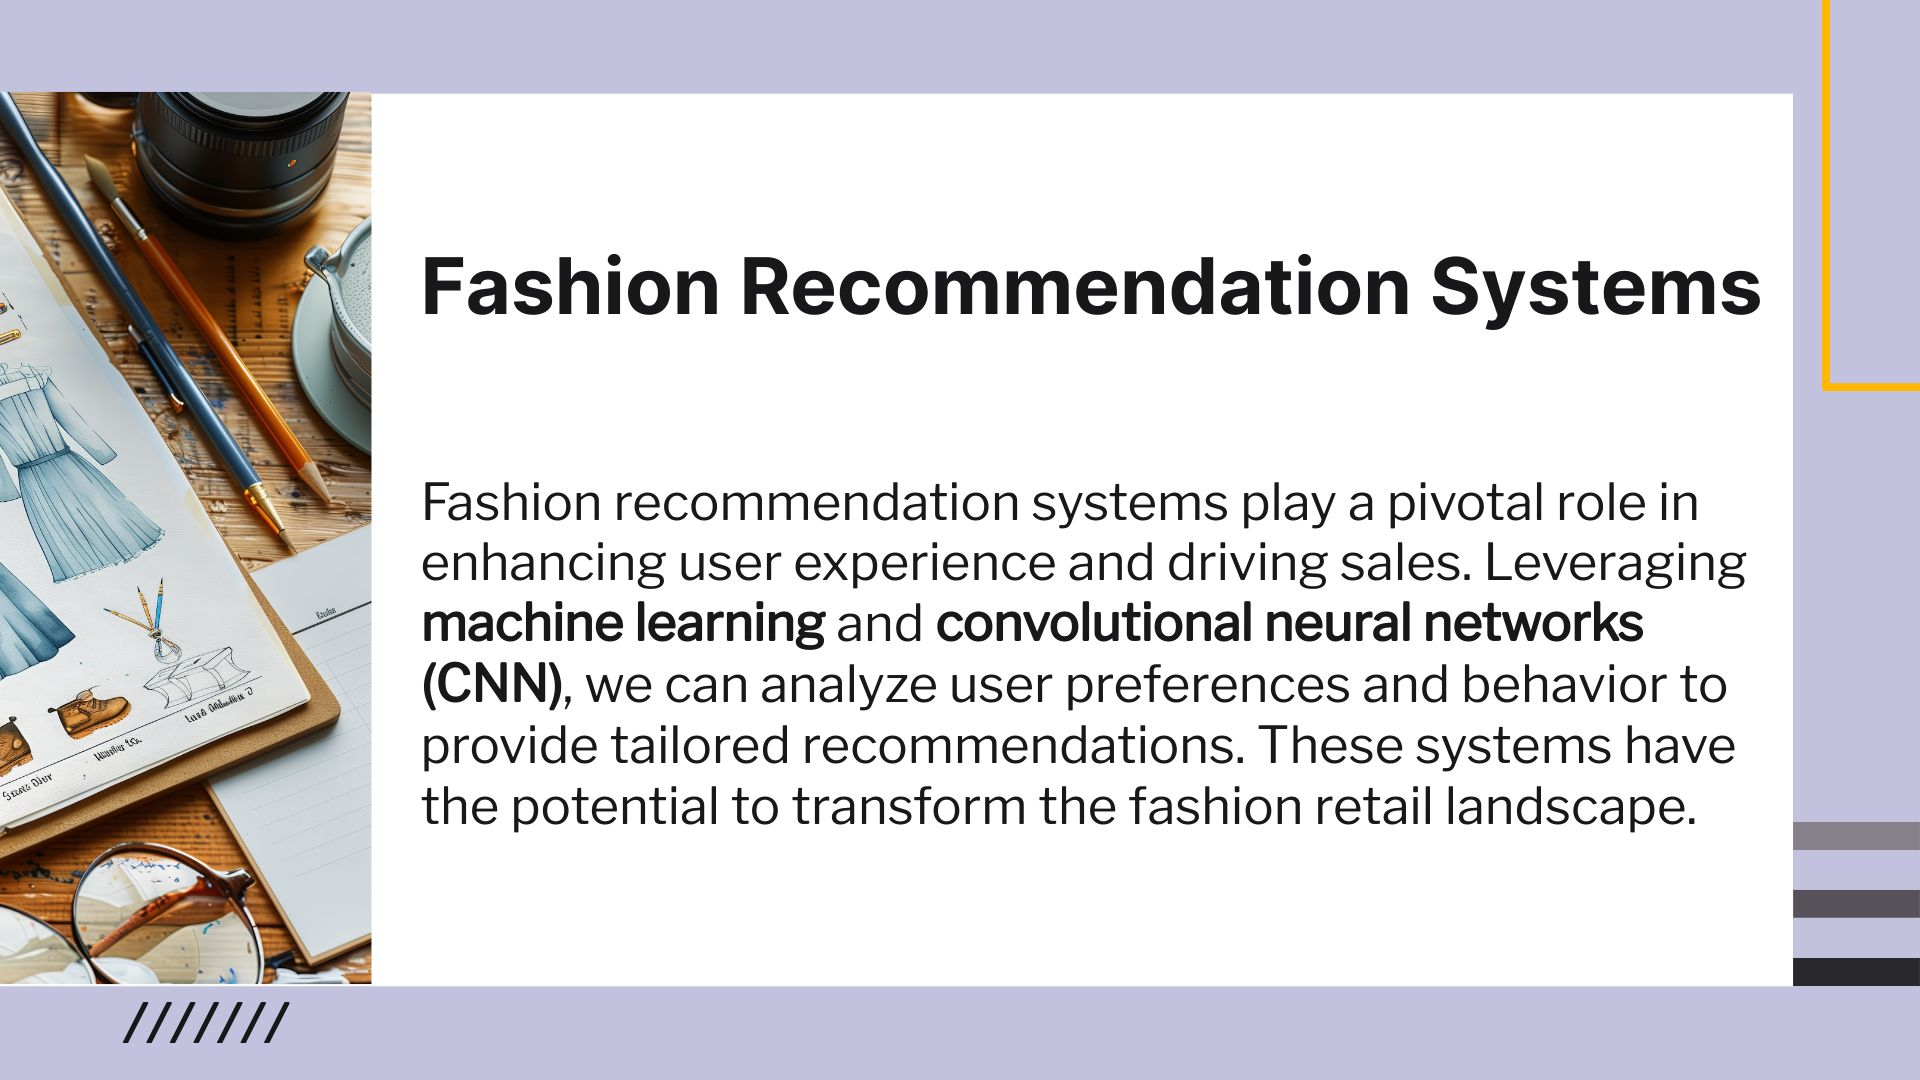 Fashion Recommendation Systems
Fashion recommendation systems play a pivotal role in
enhancing user experience and driving sales. Leveraging
machine learning and convolutional neural networks
(CNN), we can analyze user preferences and behavior to
provide tailored recommendations. These systems have
the potential to transform the fashion retail landscape.